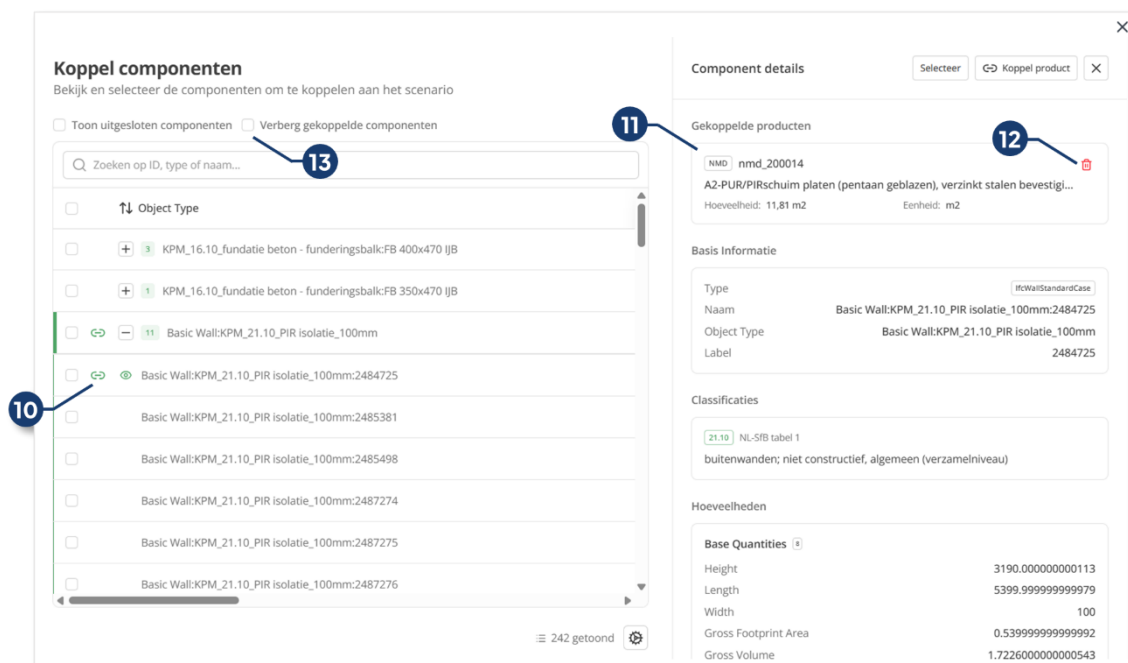 Koppel componenten
Bekijk en selecteer de componenten om te koppelen aan het scenario
Toon uitgesloten componenten Verberg gekoppelde componenten
13
Zoeken op ID, type of naam...
Object Type
3 KPM_16.10_fundatie beton - funderingsbalk:FB 400x470 IJB
1 KPM_16.10_fundatie beton - funderingsbalk:FB 350x470 IJB
11 Basic Wall:KPM_21.10_PIR isolatie_100mm
10
Basic Wall:KPM_21.10_PIR isolatie_100mm:2484725
Basic Wall:KPM_21.10_PIR isolatie_100mm:2485381
Basic Wall:KPM_21.10_PIR isolatie_100mm:2485498
Basic Wall:KPM_21.10_PIR isolatie_100mm:2487274
Basic Wall:KPM_21.10_PIR isolatie_100mm:2487275
Basic Wall:KPM_21.10_PIR isolatie_100mm:2487276
242 getoond
Component details Selecteer Koppel product
11
Gekoppelde producten
12
NMD nmd_200014
A2-PUR/PIRschuim platen (pentaan geblazen), verzinkt stalen bevestigi...
Hoeveelheid: 11,81 m2 Eenheid: m2
Basis Informatie
Type IfcWallStandardCase
Naam Basic Wall:KPM_21.10_PIR isolatie_100mm:2484725
Object Type Basic Wall:KPM_21.10_PIR isolatie_100mm
Label 2484725
Classificaties
21.10 NL-SfB tabel 1
buitenwanden; niet constructief, algemeen (verzamelniveau)
Hoeveelheden
Base Quantities 8
Height 3190.000000000113
Length 5399.999999999979
Width 100
Gross Footprint Area 0.539999999999992
Gross Volume 1.7226000000000543